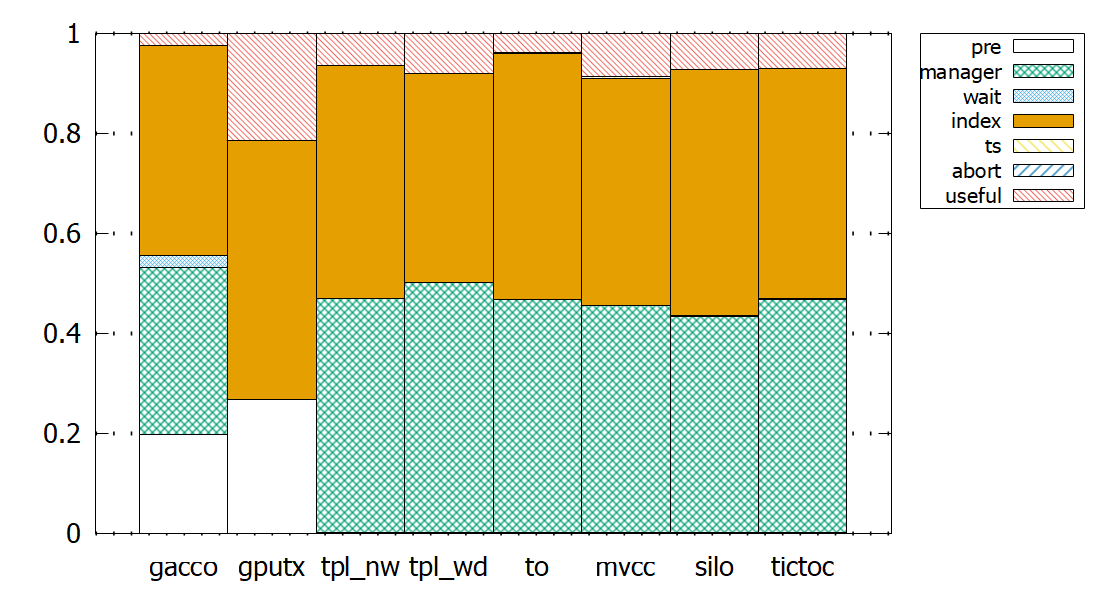 1
0.8
0.6
0.4
0.2
0
gacco gputx tpl_nw tpl_wd to mvcc silo tictoc
pre
manager
wait
index
ts
abort
useful